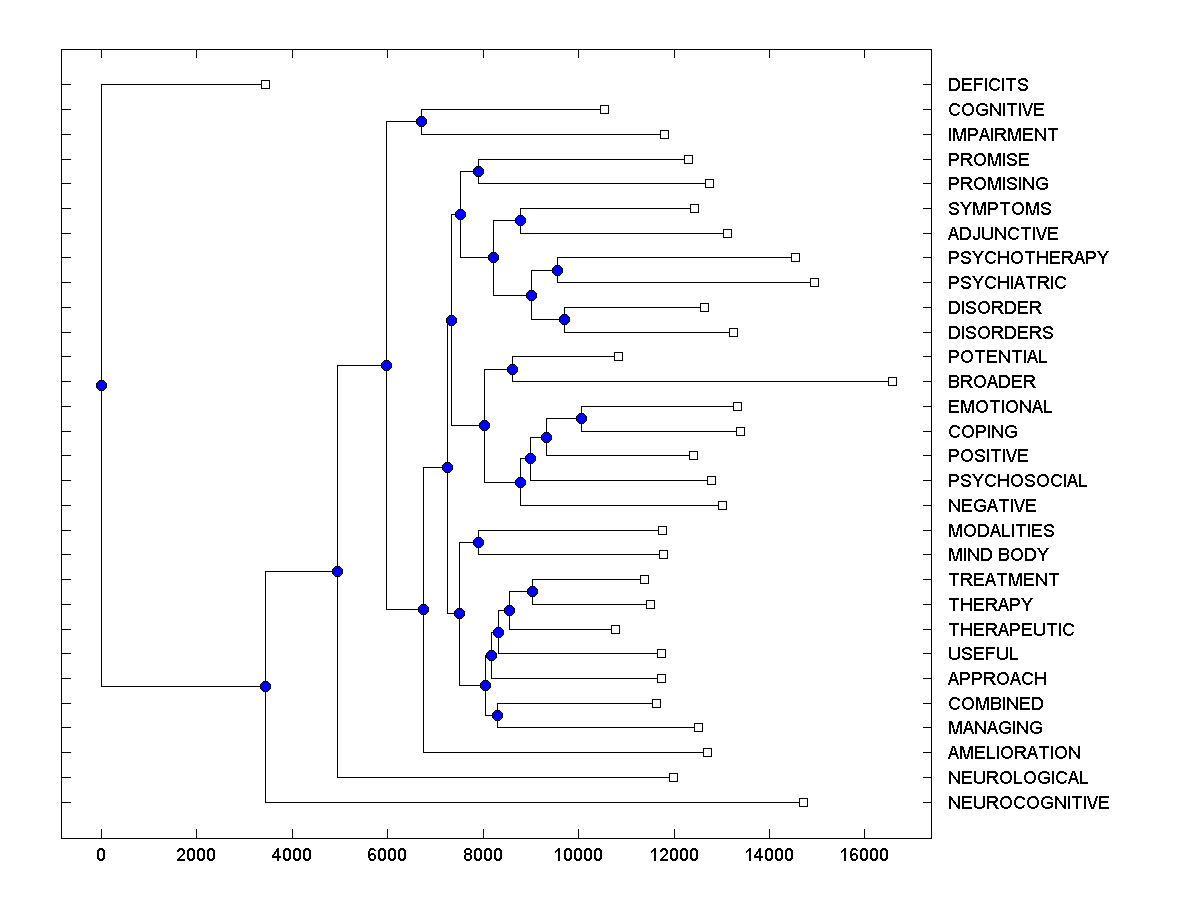 DEFICITS
COGNITIVE
IMPAIRMENT
PROMISE
PROMISING
SYMPTOMS
ADJUNCTIVE
PSYCHOTHERAPY
PSYCHIATRIC
DISORDER
DISORDERS
POTENTIAL
BROADER
EMOTIONAL
COPING
POSITIVE
PSYCHOSOCIAL
NEGATIVE
MODALITIES
MIND BODY
TREATMENT
THERAPY
THERAPEUTIC
USEFUL
APPROACH
COMBINED
MANAGING
AMELIORATION
NEUROLOGICAL
NEUROCOGNITIVE
0 2000 4000 6000 8000 10000 12000 14000 16000